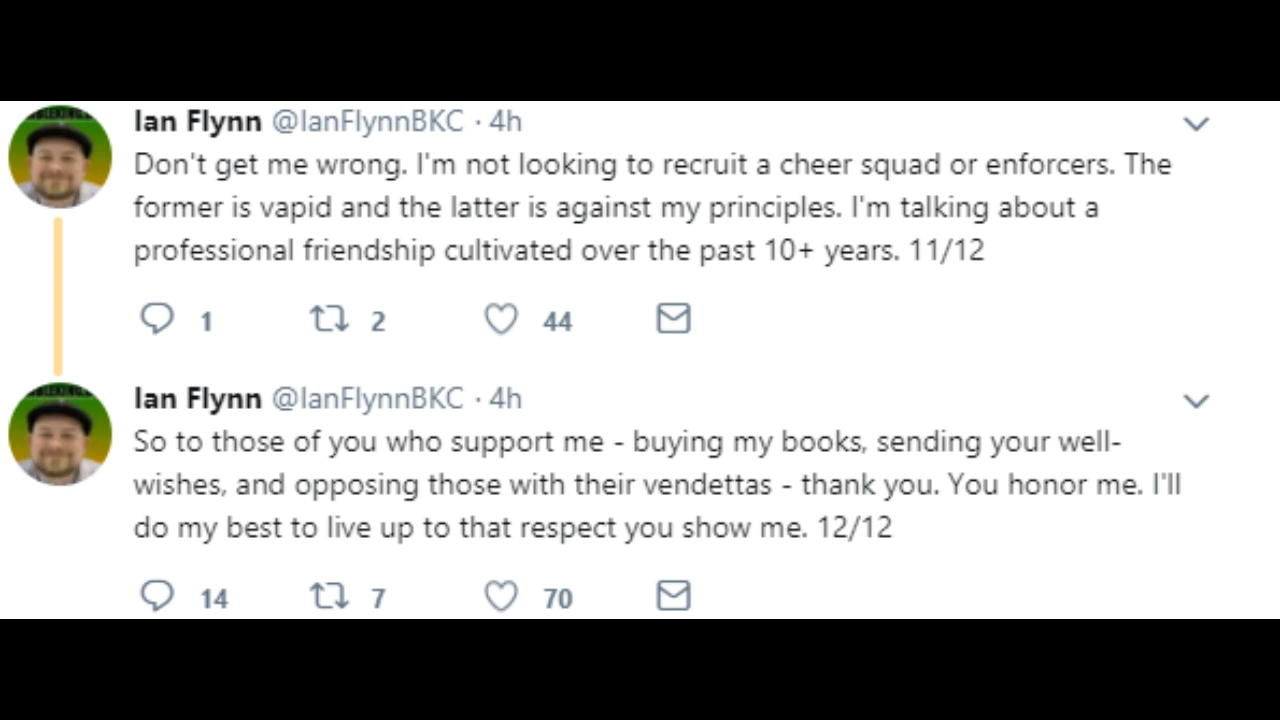 Ian Flynn @IanFlynnBKC · 4h
Don't get me wrong. I'm not looking to recruit a cheer squad or enforcers. The
former is vapid and the latter is against my principles. I'm talking about a
professional friendship cultivated over the past 10+ years. 11/12
1 2 44
Ian Flynn @IanFlynnBKC · 4h
So to those of you who support me - buying my books, sending your well-
wishes, and opposing those with their vendettas - thank you. You honor me. I'll
do my best to live up to that respect you show me. 12/12
14 7 70